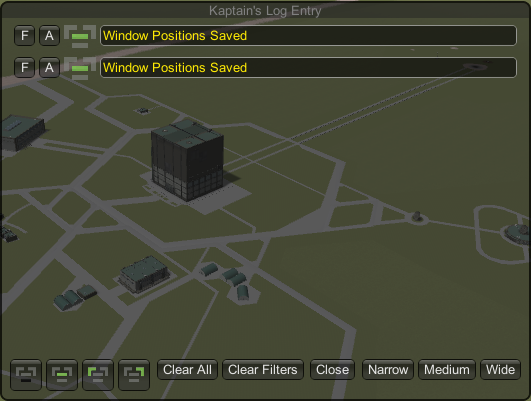 Kaptain's Log Entry
F A Window Positions Saved
F A Window Positions Saved
Clear All Clear Filters Close Narrow Medium Wide